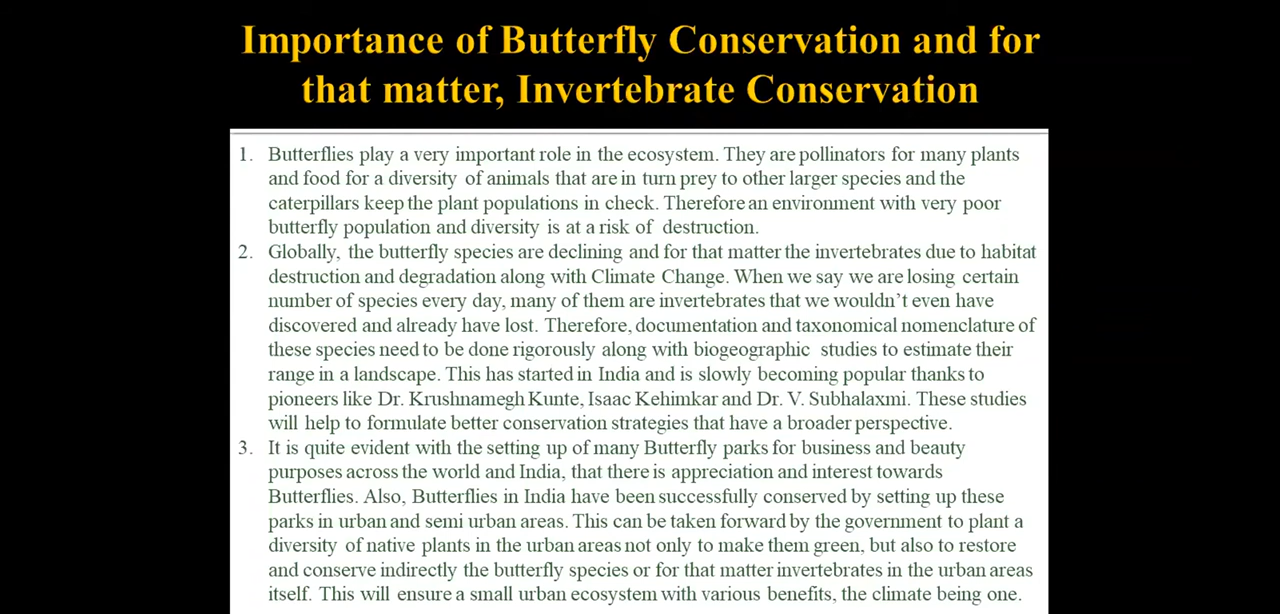 Importance of Butterfly Conservation and for
that matter, Invertebrate Conservation
1. Butterflies play a very important role in the ecosystem. They are pollinators for many plants
and food for a diversity of animals that are in turn prey to other larger species and the
caterpillars keep the plant populations in check. Therefore an environment with very poor
butterfly population and diversity is at a risk of destruction.
2. Globally, the butterfly species are declining and for that matter the invertebrates due to habitat
destruction and degradation along with Climate Change. When we say we are losing certain
number of species every day, many of them are invertebrates that we wouldn't even have
discovered and already have lost. Therefore, documentation and taxonomical nomenclature of
these species need to be done rigorously along with biogeographic studies to estimate their
range in a landscape. This has started in India and is slowly becoming popular thanks to
pioneers like Dr. Krushnamegh Kunte, Isaac Kehimkar and Dr. V. Subhalaxmi. These studies
will help to formulate better conservation strategies that have a broader perspective.
3. It is quite evident with the setting up of many Butterfly parks for business and beauty
purposes across the world and India, that there is appreciation and interest towards
Butterflies. Also, Butterflies in India have been successfully conserved by setting up these
parks in urban and semi urban areas. This can be taken forward by the government to plant a
diversity of native plants in the urban areas not only to make them green, but also to restore
and conserve indirectly the butterfly species or for that matter invertebrates in the urban areas
itself. This will ensure a small urban ecosystem with various benefits, the climate being one.